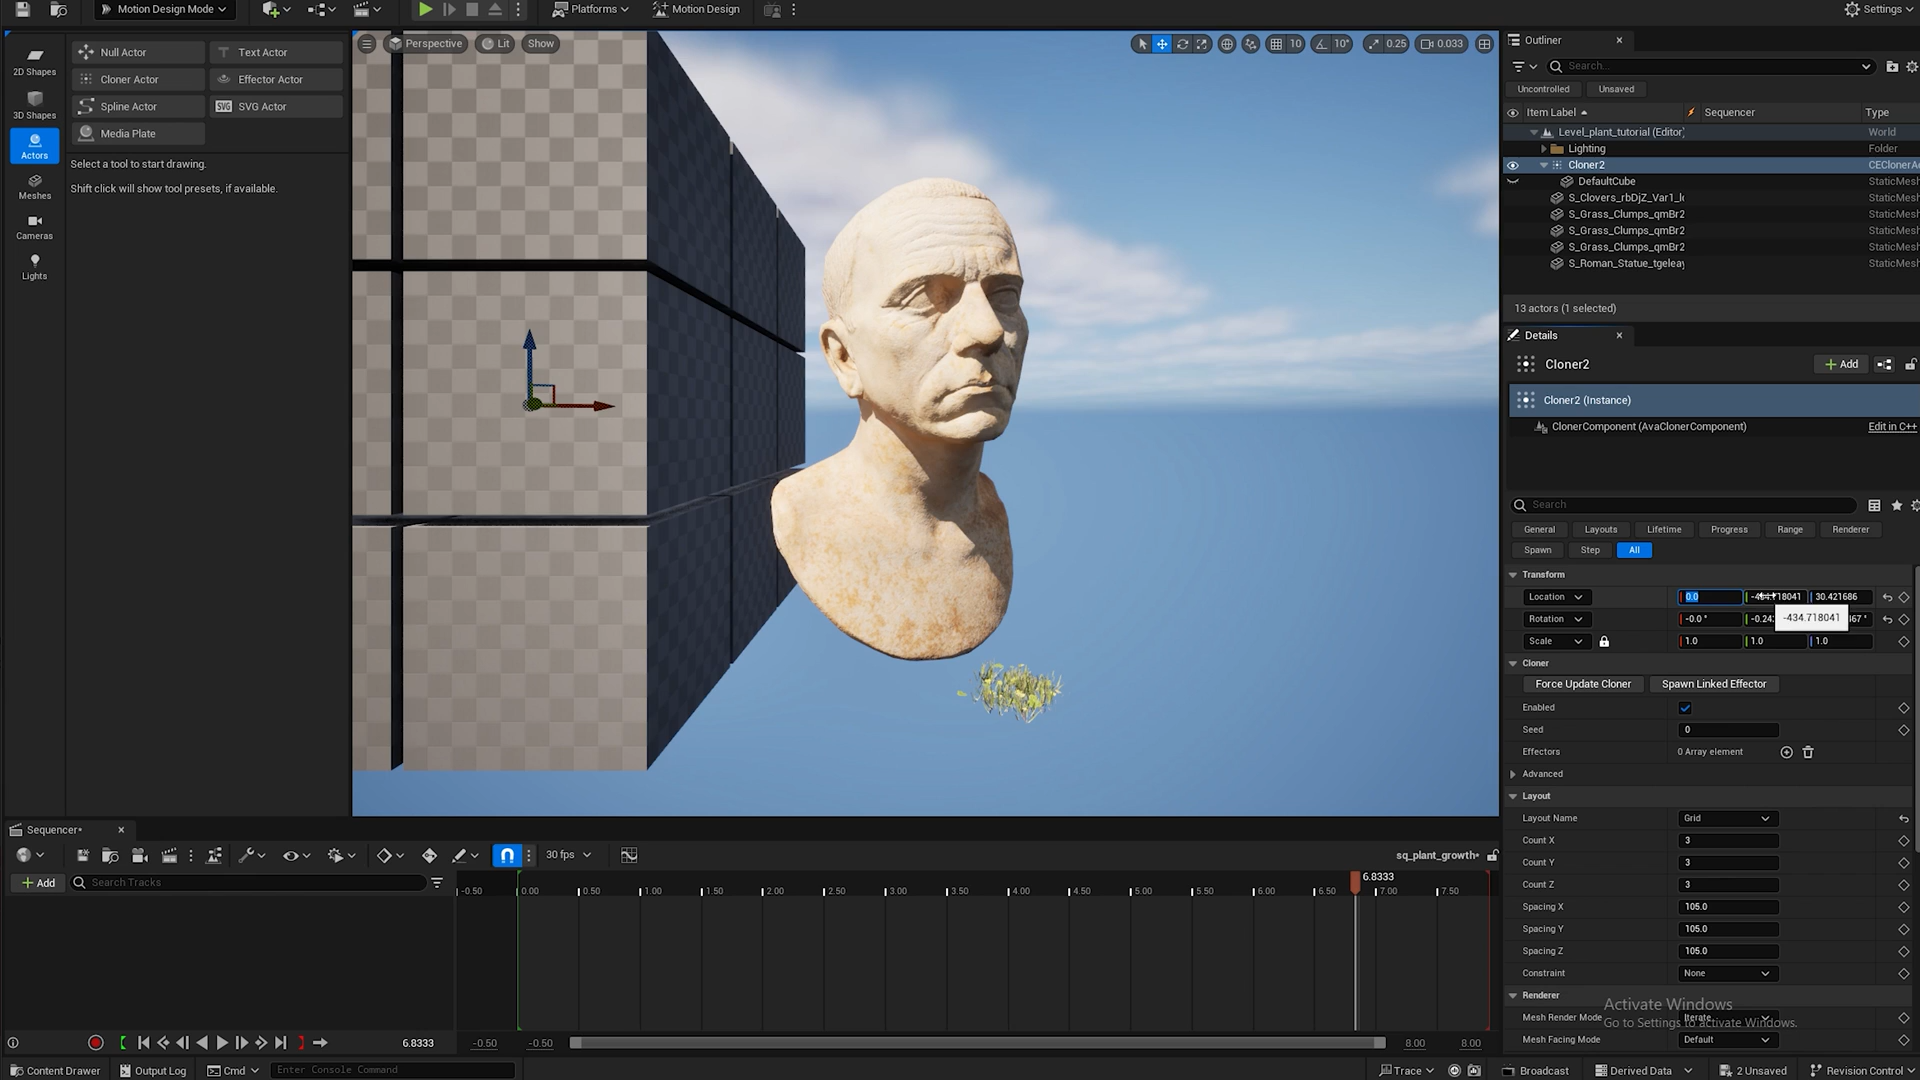 Motion Design Mode
Platforms
Motion Design
Settings
2D Shapes
3D Shapes
Actors
Meshes
Cameras
Lights
Null Actor
Text Actor
Cloner Actor
Effector Actor
Spline Actor
SVG SVG Actor
Media Plate
Select a tool to start drawing.
Shift click will show tool presets, if available.
Perspective
Lit
Show
10
10°
0.25
0.033
Outliner
Search...
Uncontrolled
Unsaved
Item Label
Sequencer
Type
Level_plant_tutorial (Editor)
World
Lighting
Folder
Cloner2
CEClonerA
DefaultCube
StaticMesh
S_Clovers_rbDjZ_Var1_l
StaticMesh
S_Grass_Clumps_qmBr2
StaticMesh
S_Grass_Clumps_qmBr2
StaticMesh
S_Grass_Clumps_qmBr2
StaticMesh
S_Roman_Statue_tgeleay
StaticMesh
13 actors (1 selected)
Details
Cloner2
+ Add
Cloner2 (Instance)
ClonerComponent (AvaClonerComponent)
Edit in C++
Search
General
Layouts
Lifetime
Progress
Range
Renderer
Spawn
Step
All
Transform
Location
0.0
30.421686
-434.718041
Rotation
-0.0 °
Scale
1.0
1.0
1.0
Cloner
Force Update Cloner
Spawn Linked Effector
Enabled
Seed
0
Effectors
0 Array element
Advanced
Layout
Layout Name
Grid
Count X
3
Count Y
3
Count Z
3
Spacing X
105.0
Spacing Y
105.0
Spacing Z
105.0
Constraint
None
Renderer
Mesh Render Mode
Iterate
Mesh Facing Mode
Default
Activate Windows
Go to Settings to activate Windows.
Sequencer*
30 fps
sq_plant_growth*
+ Add
Search Tracks
6.8333
-0.50
0.00
0.50
1.00
1.50
2.00
2.50
3.00
3.50
4.00
4.50
5.00
5.50
6.00
6.50
7.00
7.50
6.8333
-0.50
-0.50
8.00
8.00
Content Drawer
Output Log
Cmd
Enter Console Command
Trace
Broadcast
Derived Data
2 Unsaved
Revision Control